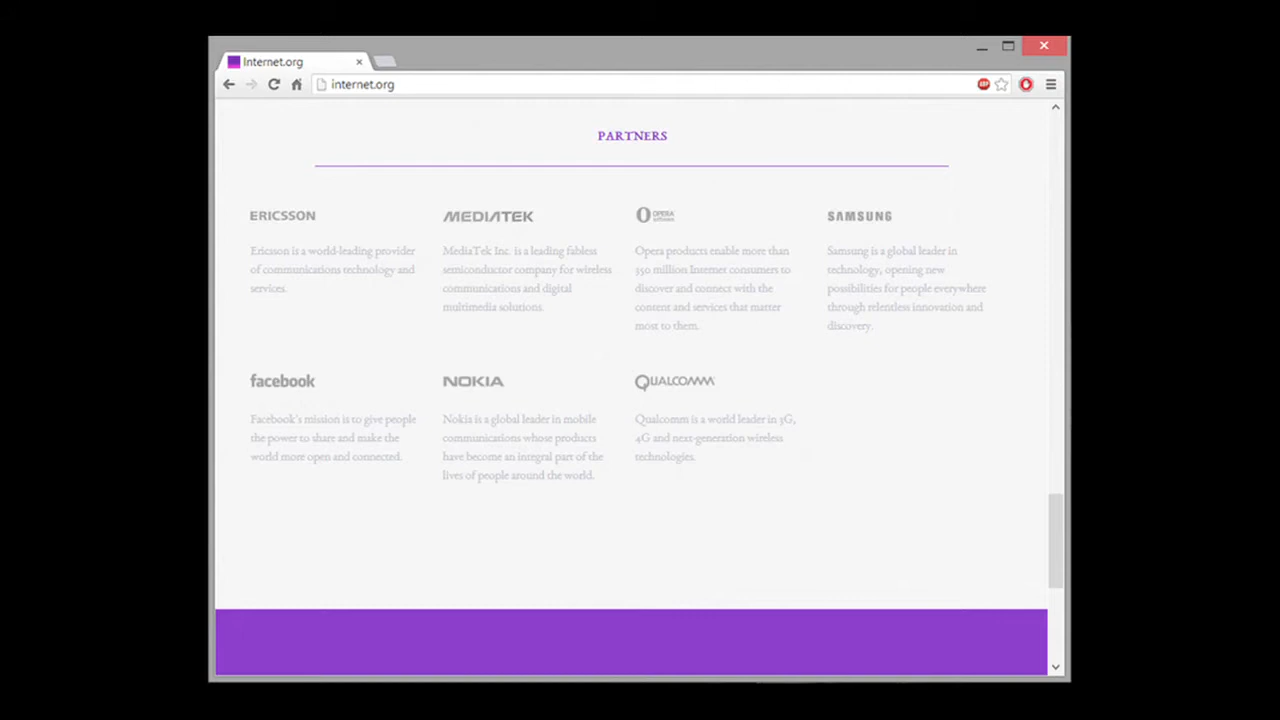 Internet.org
internet.org
PARTNERS
ERICSSON
Ericsson is a world-leading provider
of communications technology and
services.
MEDIATEK
MediaTek Inc. is a leading fabless
semiconductor company for wireless
communications and digital
multimedia solutions.
OPERA
software
Opera products enable more than
350 million Internet consumers to
discover and connect with the
content and services that matter
most to them.
SAMSUNG
Samsung is a global leader in
technology, opening new
possibilities for people everywhere
through relentless innovation and
discovery.
facebook
Facebook's mission is to give people
the power to share and make the
world more open and connected.
NOKIA
Nokia is a global leader in mobile
communications whose products
have become an integral part of the
lives of people around the world.
QUALCOMM
Qualcomm is a world leader in 3G,
4G and next-generation wireless
technologies.